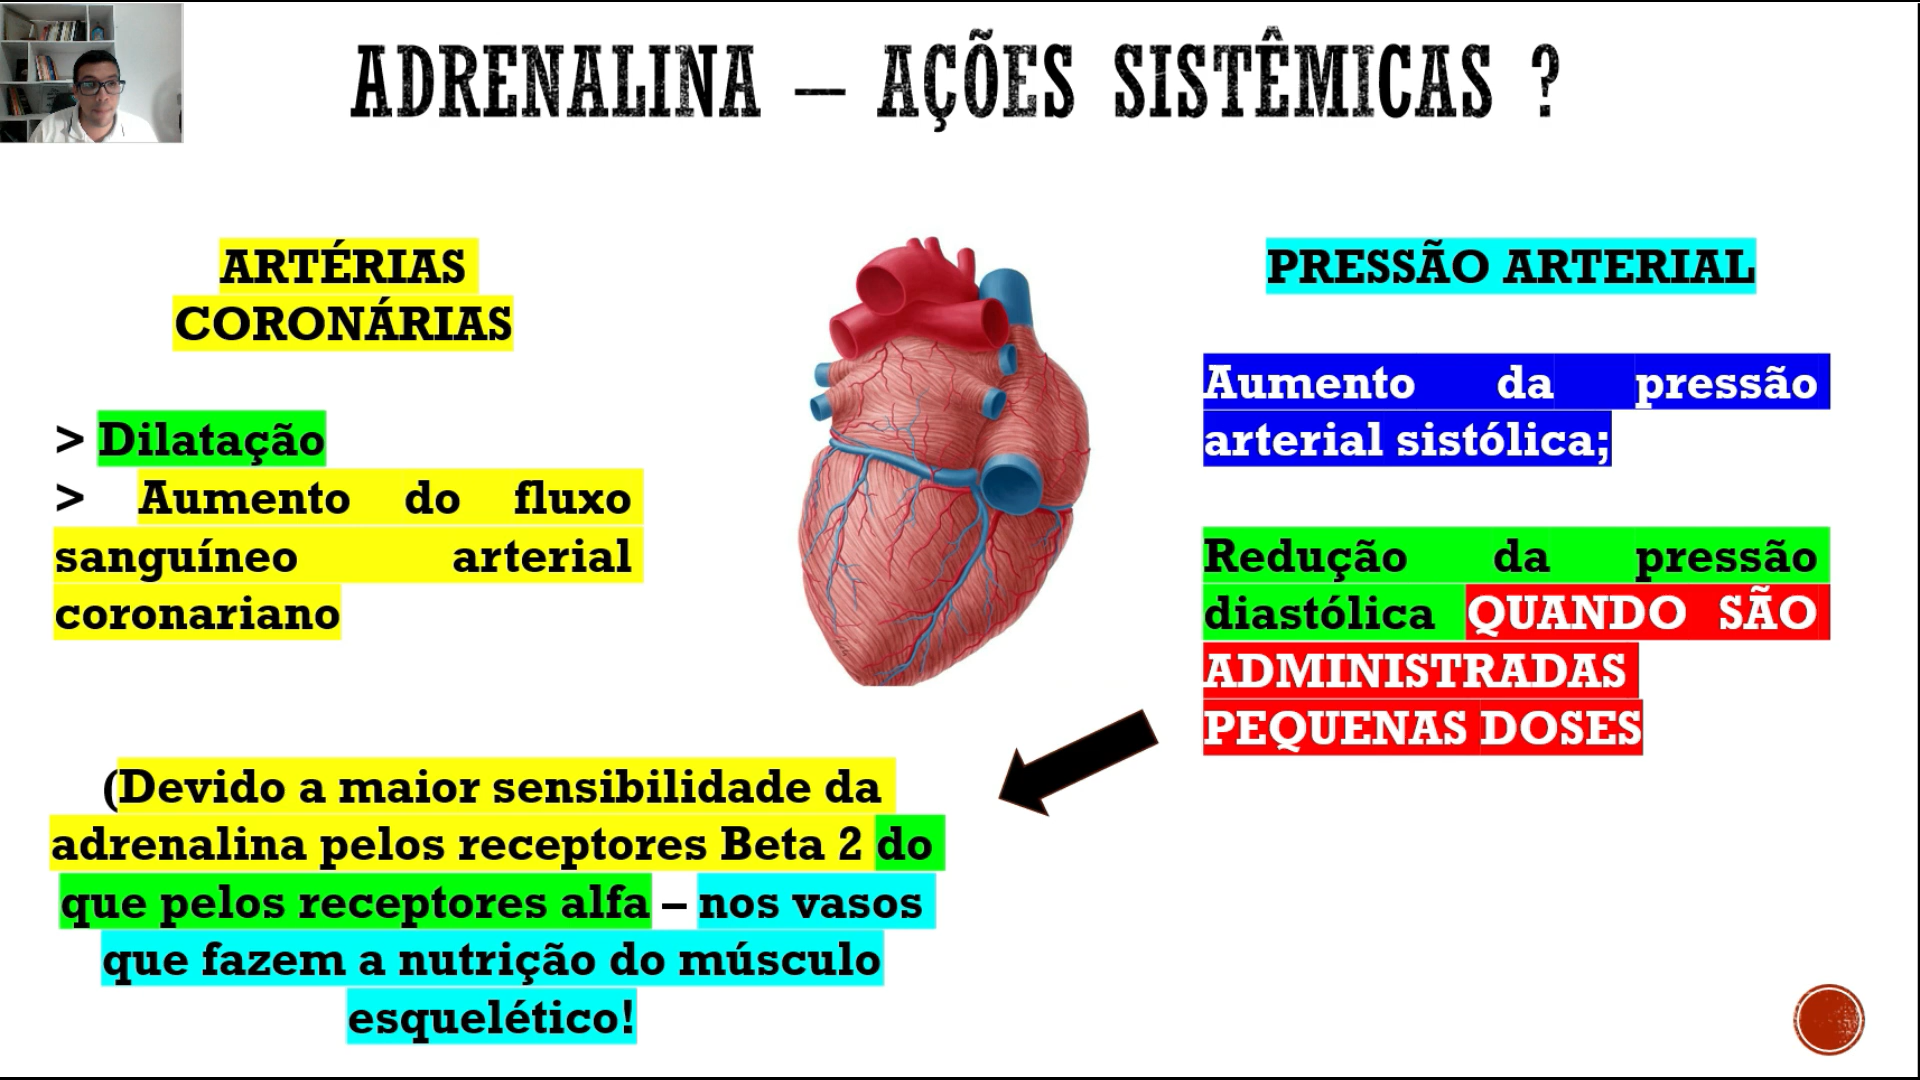 ADRENALINA – AÇÕES SISTÊMICAS ?
ARTÉRIAS
CORONÁRIAS
> Dilatação
> Aumento do fluxo
sanguíneo arterial
coronariano
PRESSÃO ARTERIAL
Aumento da pressão
arterial sistólica;
Redução da pressão
diastólica QUANDO SÃO
ADMINISTRADAS
PEQUENAS DOSES
(Devido a maior sensibilidade da
adrenalina pelos receptores Beta 2 do
que pelos receptores alfa – nos vasos
que fazem a nutrição do músculo
esquelético!